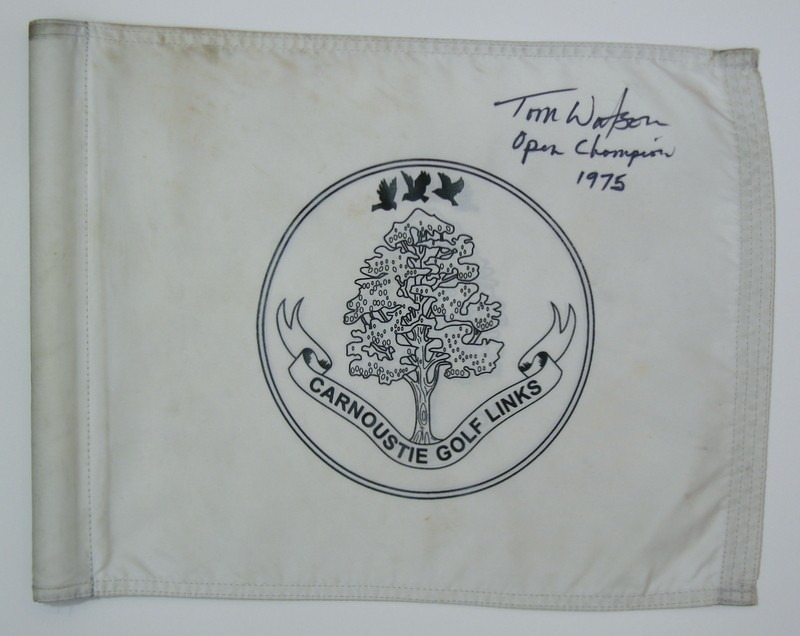 Tom Watson
Open Champion
1975
CARNOUSTIE GOLF LINKS